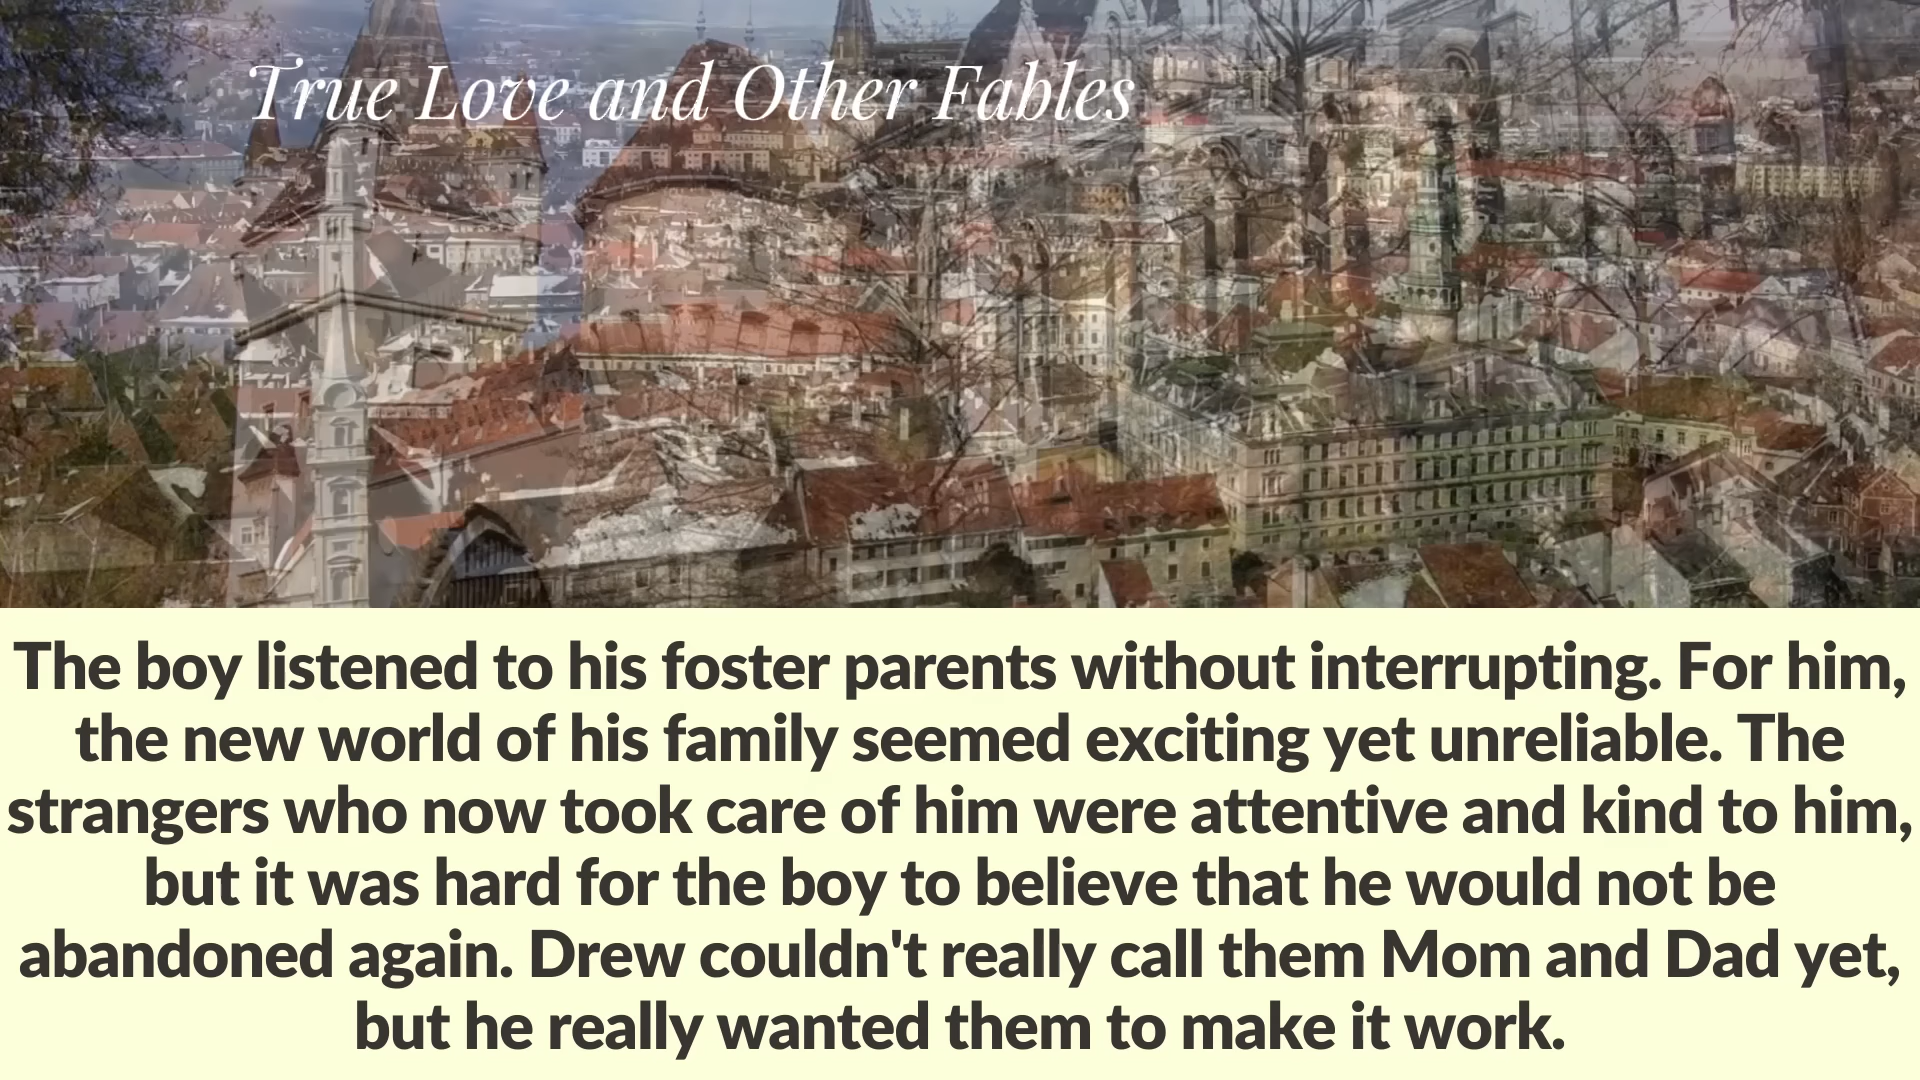 True Love and Other Fables
The boy listened to his foster parents without interrupting. For him,
the new world of his family seemed exciting yet unreliable. The
strangers who now took care of him were attentive and kind to him,
but it was hard for the boy to believe that he would not be
abandoned again. Drew couldn't really call them Mom and Dad yet,
but he really wanted them to make it work.